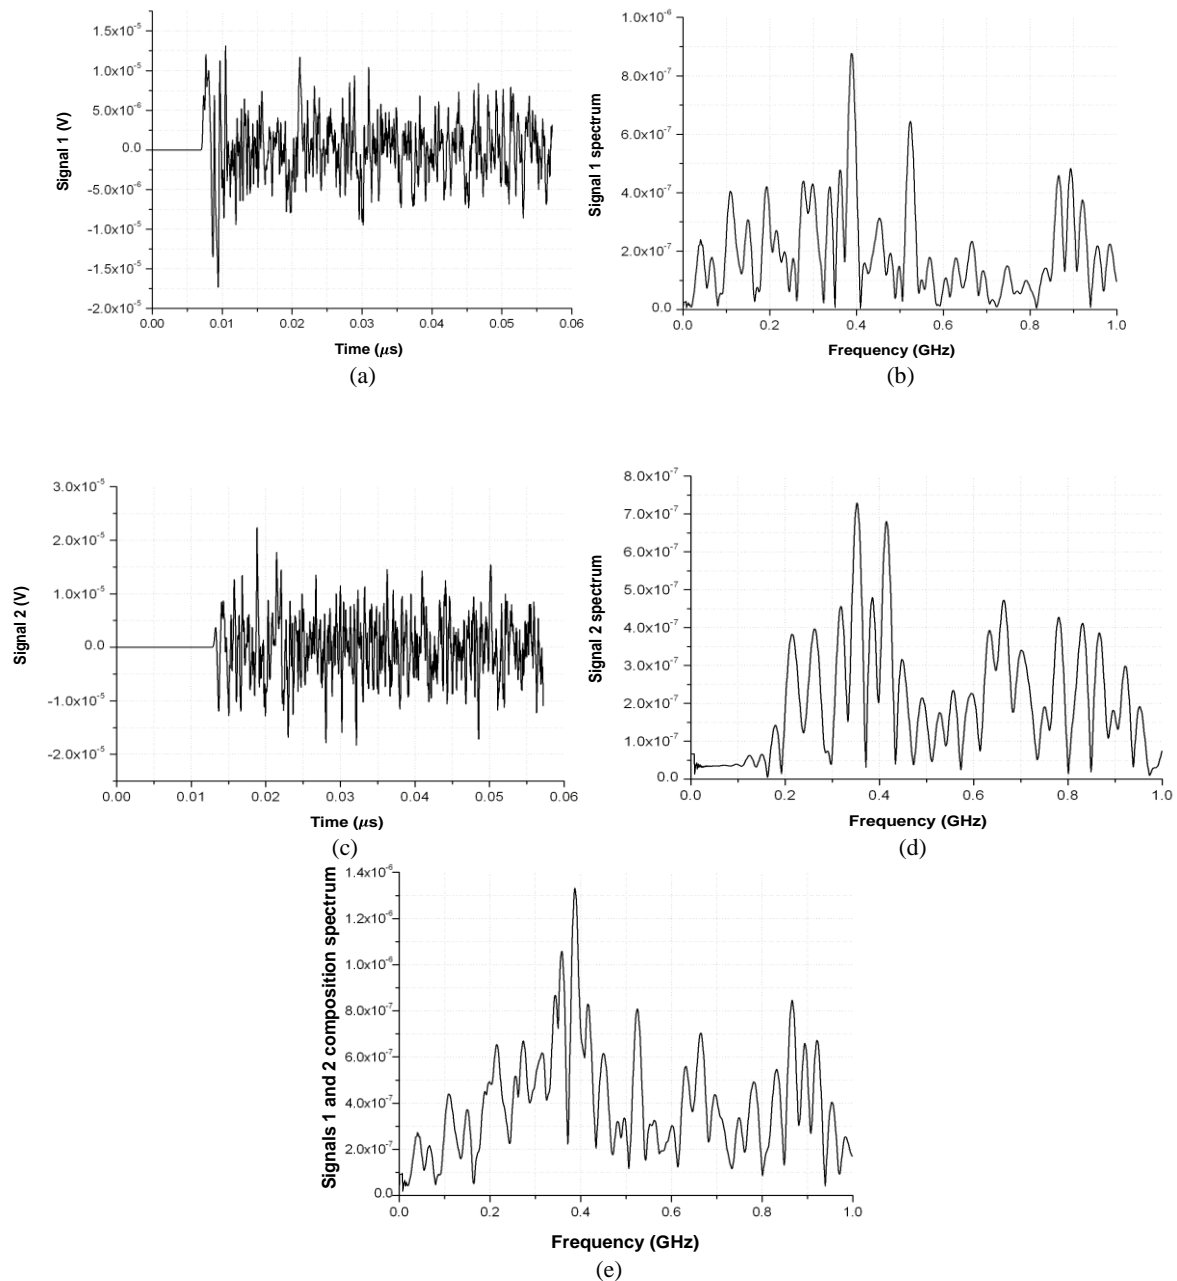 1.5x10⁻⁵
1.0x10⁻⁵
5.0x10⁻⁶
0.0
-5.0x10⁻⁶
-1.0x10⁻⁵
-1.5x10⁻⁵
-2.0x10⁻⁵
Signal 1 (V)
0.00 0.01 0.02 0.03 0.04 0.05 0.06
Time (μs)
(a)
1.0x10⁻⁶
8.0x10⁻⁷
6.0x10⁻⁷
4.0x10⁻⁷
2.0x10⁻⁷
0.0
Signal 1 spectrum
0.0 0.2 0.4 0.6 0.8 1.0
Frequency (GHz)
(b)
3.0x10⁻⁵
2.0x10⁻⁵
1.0x10⁻⁵
0.0
-1.0x10⁻⁵
-2.0x10⁻⁵
Signal 2 (V)
0.00 0.01 0.02 0.03 0.04 0.05 0.06
Time (μs)
(c)
8.0x10⁻⁷
7.0x10⁻⁷
6.0x10⁻⁷
5.0x10⁻⁷
4.0x10⁻⁷
3.0x10⁻⁷
2.0x10⁻⁷
1.0x10⁻⁷
0.0
Signal 2 spectrum
0.0 0.2 0.4 0.6 0.8 1.0
Frequency (GHz)
(d)
1.4x10⁻⁶
1.2x10⁻⁶
1.0x10⁻⁶
8.0x10⁻⁷
6.0x10⁻⁷
4.0x10⁻⁷
2.0x10⁻⁷
0.0
Signals 1 and 2 composition spectrum
0.0 0.2 0.4 0.6 0.8 1.0
Frequency (GHz)
(e)